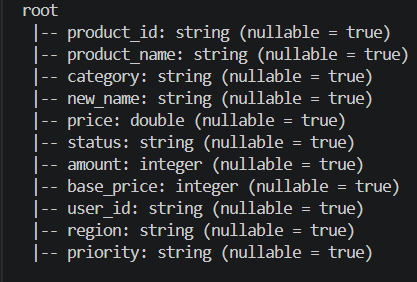 root
 |-- product_id: string (nullable = true)
 |-- product_name: string (nullable = true)
 |-- category: string (nullable = true)
 |-- new_name: string (nullable = true)
 |-- price: double (nullable = true)
 |-- status: string (nullable = true)
 |-- amount: integer (nullable = true)
 |-- base_price: integer (nullable = true)
 |-- user_id: string (nullable = true)
 |-- region: string (nullable = true)
 |-- priority: string (nullable = true)